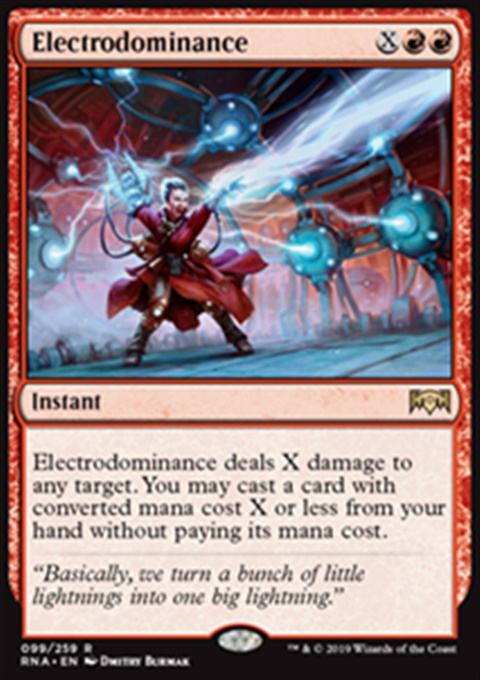 Electrodominance X R R
Instant
Electrodominance deals X damage to
any target. You may cast a card with
converted mana cost X or less from your
hand without paying its mana cost.
“Basically, we turn a bunch of little
lightnings into one big lightning.”
099/259 R
RNA • EN Dmitry Burmak
™ & © 2019 Wizards of the Coast